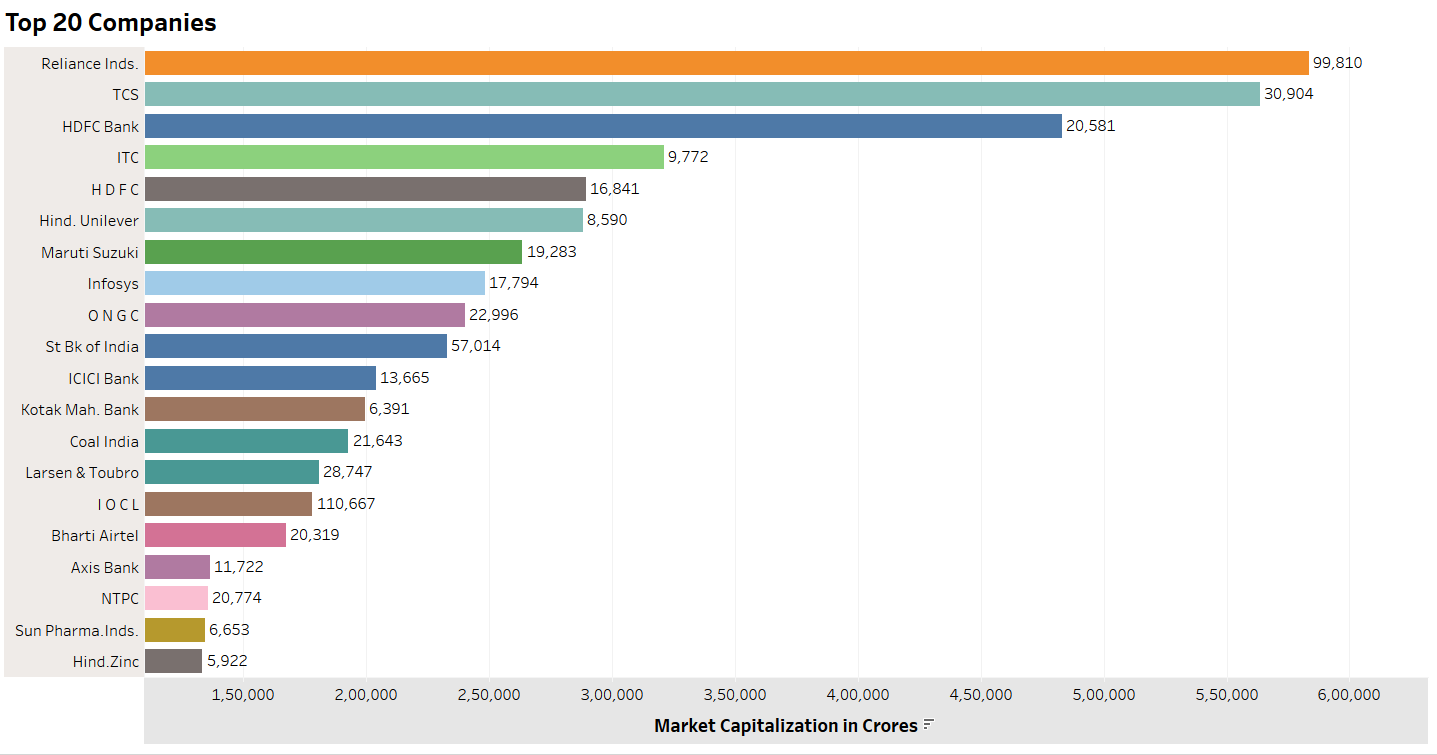 Top 20 Companies
Reliance Inds. 99,810
TCS 30,904
HDFC Bank 20,581
ITC 9,772
H D F C 16,841
Hind. Unilever 8,590
Maruti Suzuki 19,283
Infosys 17,794
O N G C 22,996
St Bk of India 57,014
ICICI Bank 13,665
Kotak Mah. Bank 6,391
Coal India 21,643
Larsen & Toubro 28,747
I O C L 110,667
Bharti Airtel 20,319
Axis Bank 11,722
NTPC 20,774
Sun Pharma.Inds. 6,653
Hind.Zinc 5,922
1,50,000 2,00,000 2,50,000 3,00,000 3,50,000 4,00,000 4,50,000 5,00,000 5,50,000 6,00,000
Market Capitalization in Crores